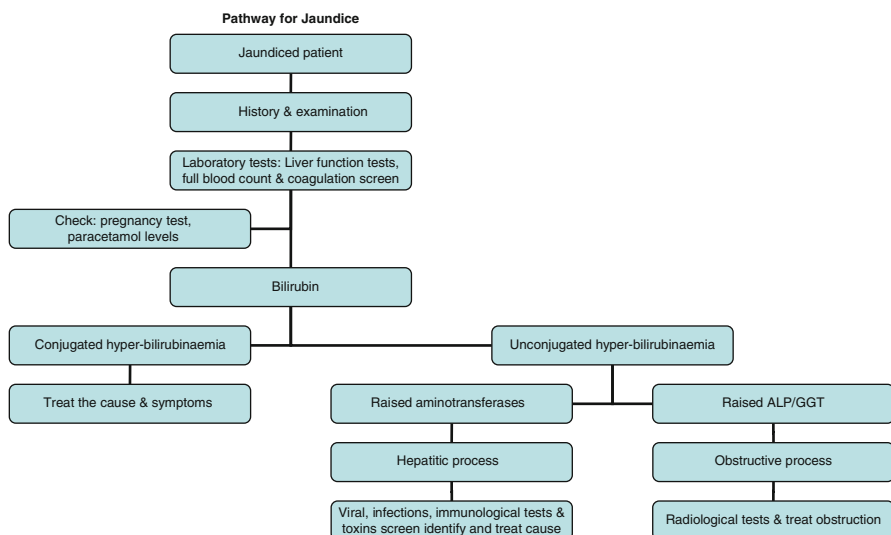 Pathway for Jaundice
Jaundiced patient
History & examination
Laboratory tests: Liver function tests,
full blood count & coagulation screen
Check: pregnancy test,
paracetamol levels
Bilirubin
Conjugated hyper-bilirubinaemia
Unconjugated hyper-bilirubinaemia
Treat the cause & symptoms
Raised aminotransferases
Raised ALP/GGT
Hepatitic process
Obstructive process
Viral, infections, immunological tests &
toxins screen identify and treat cause
Radiological tests & treat obstruction